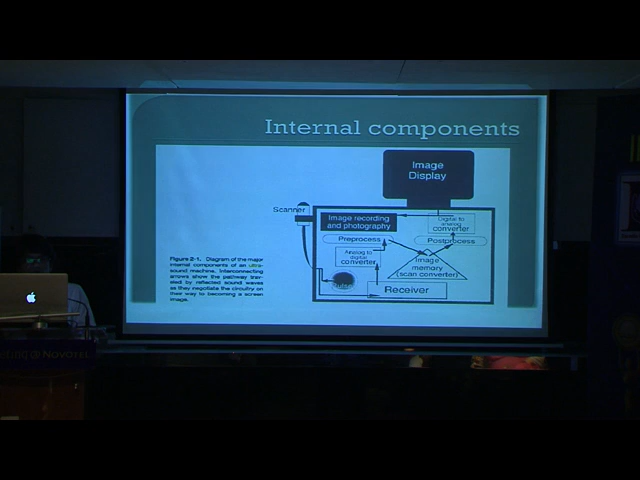 Internal components
Image
Display
Scanner
Image recording
and photography
Digital to
analog
converter
Preprocess
Postprocess
Analog to
digital
converter
Image
memory
(scan converter)
Pulser
Receiver
Figure 2-1. Diagram of the major
internal components of an ultra-
sound machine. Interconnecting
arrows show the pathway trav-
eled by reflected sound waves
as they negotiate the circuitry on
their way to becoming a screen
image.
@ Novotel